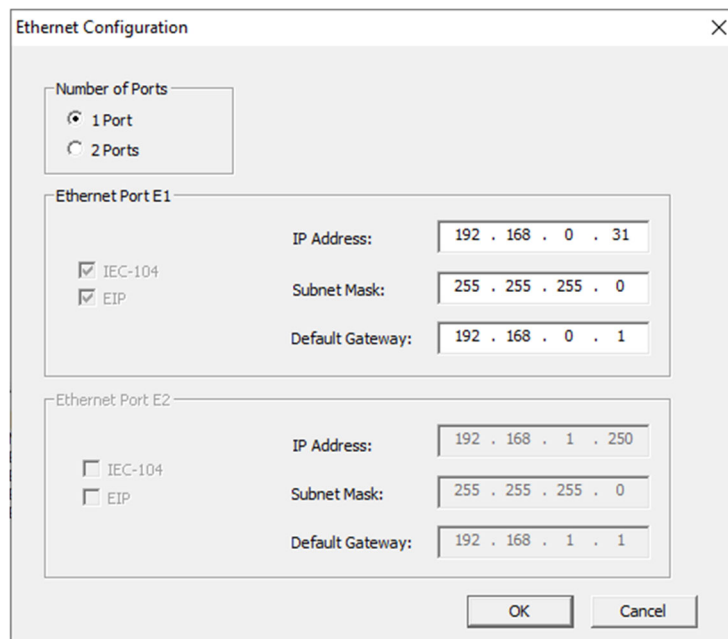 Ethernet Configuration
Number of Ports
1 Port
2 Ports
Ethernet Port E1
IP Address: 192 . 168 . 0 . 31
IEC-104
EIP
Subnet Mask: 255 . 255 . 255 . 0
Default Gateway: 192 . 168 . 0 . 1
Ethernet Port E2
IP Address: 192 . 168 . 1 . 250
IEC-104
EIP
Subnet Mask: 255 . 255 . 255 . 0
Default Gateway: 192 . 168 . 1 . 1
OK Cancel